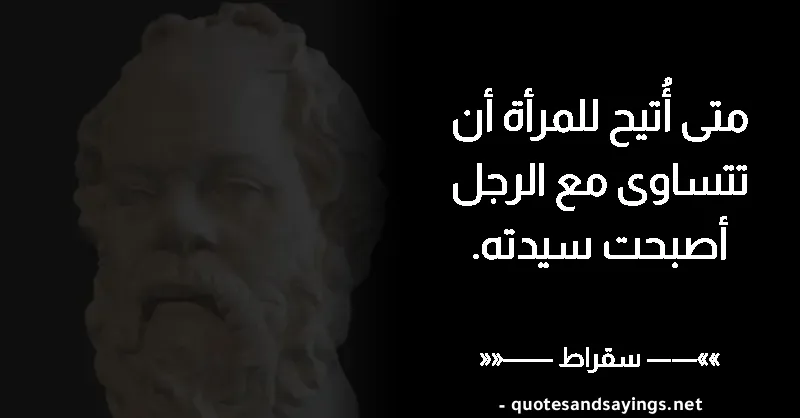 متى أُتيح للمرأة أن
تتساوى مع الرجل
أصبحت سيدته.
»»—— سقراط ——««
- quotesandsayings.net